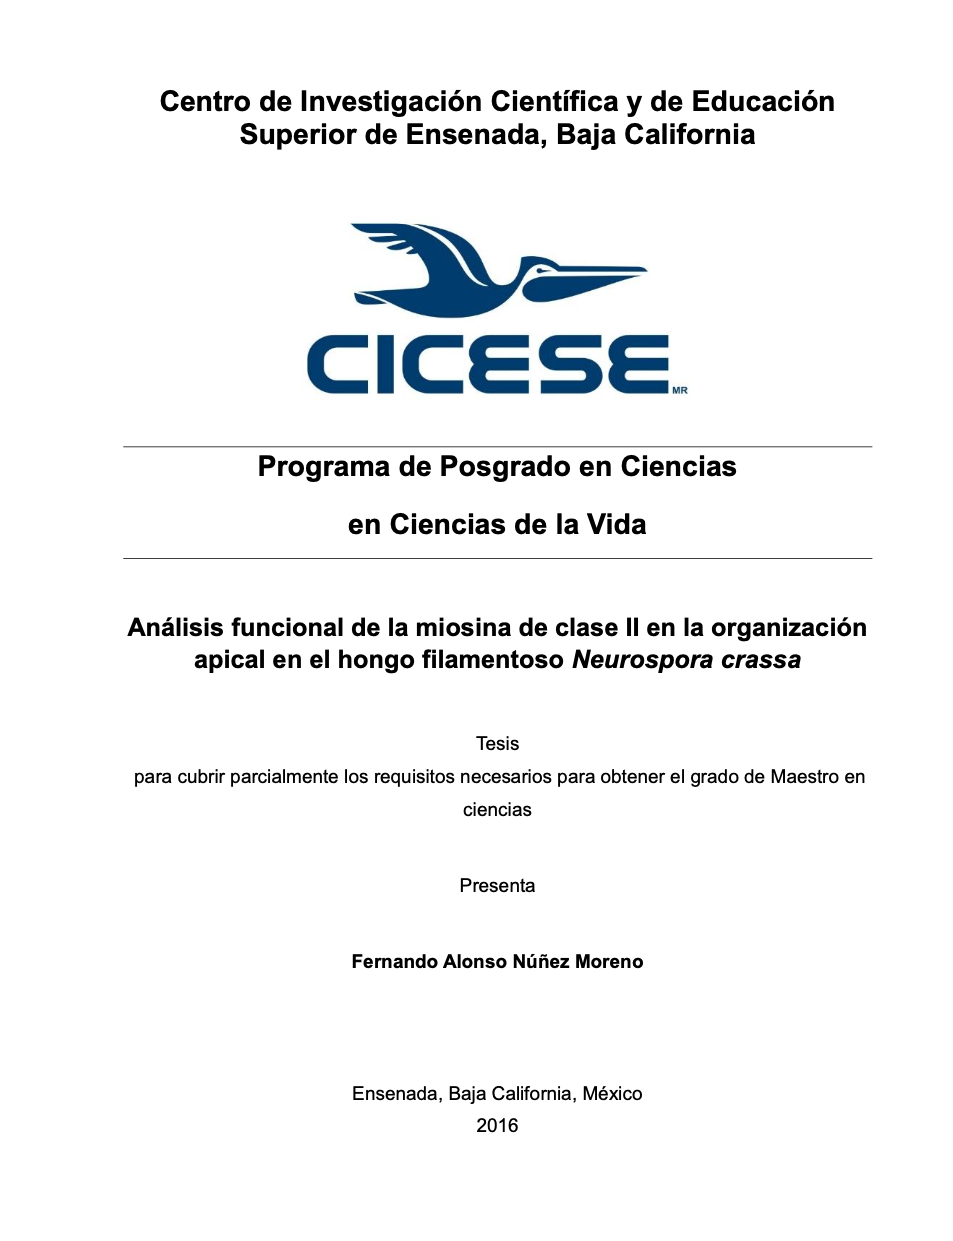 Centro de Investigación Científica y de Educación
Superior de Ensenada, Baja California
CICESE
MR
Programa de Posgrado en Ciencias
en Ciencias de la Vida
Análisis funcional de la miosina de clase II en la organización
apical en el hongo filamentoso Neurospora crassa
Tesis
para cubrir parcialmente los requisitos necesarios para obtener el grado de Maestro en
ciencias
Presenta
Fernando Alonso Núñez Moreno
Ensenada, Baja California, México
2016